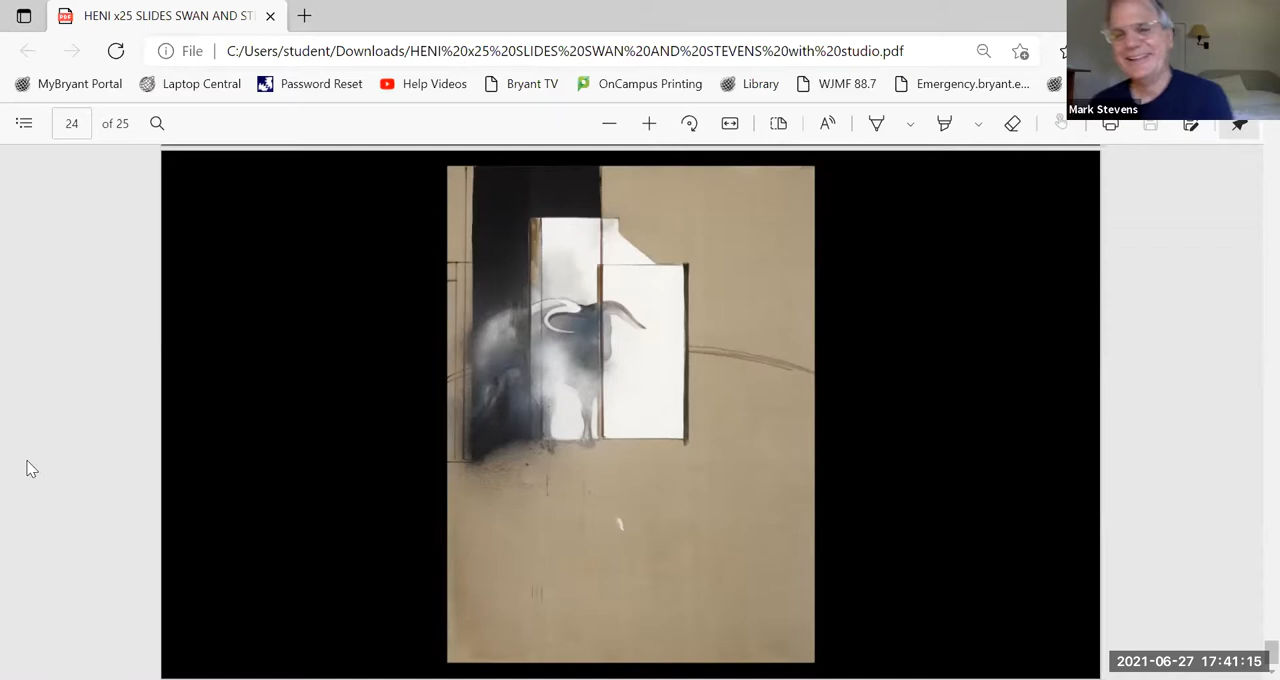 HENI x25 SLIDES SWAN AND ST
File
C:/Users/student/Downloads/HENI%20x25%20SLIDES%20SWAN%20AND%20STEVENS%20with%20studio.pdf
MyBryant Portal
Laptop Central
Password Reset
Help Videos
Bryant TV
OnCampus Printing
Library
WJMF 88.7
Emergency.bryant.e...
Mark Stevens
24 of 25
2021-06-27 17:41:15